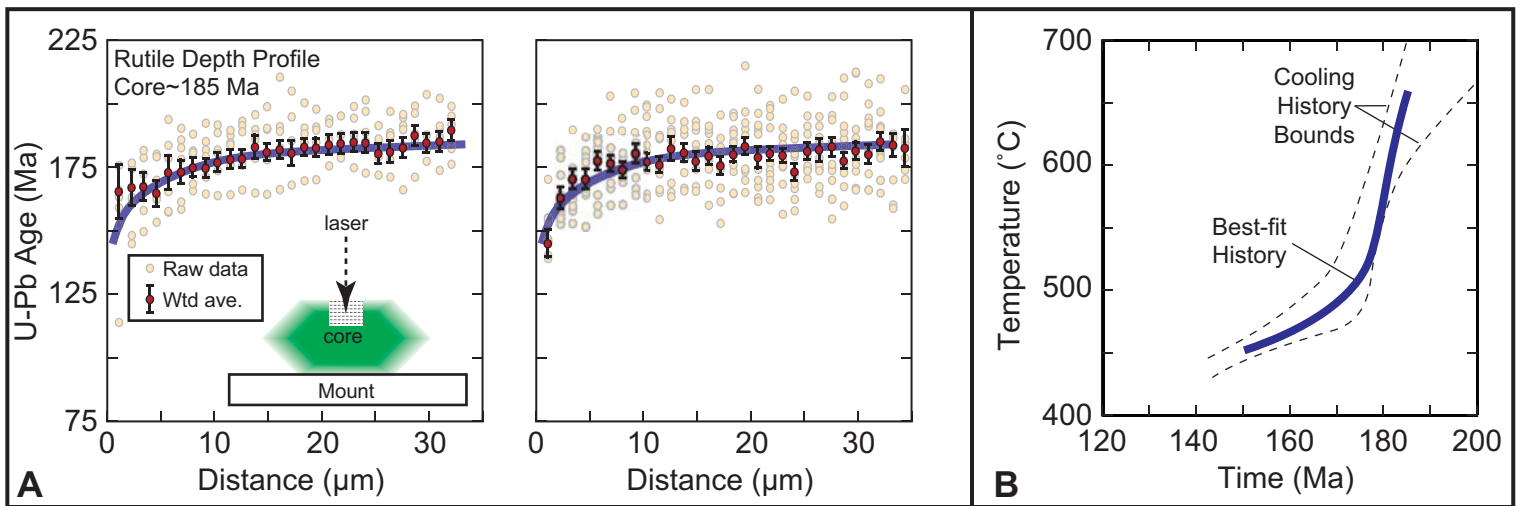 225
175
125
75
U-Pb Age (Ma)
Rutile Depth Profile
Core~185 Ma
laser
Raw data
Wtd ave.
core
Mount
0
10
20
30
Distance (µm)
A
0
10
20
30
Distance (µm)
700
600
500
400
Temperature (˚C)
Cooling
History
Bounds
Best-fit
History
120
140
160
180
200
Time (Ma)
B